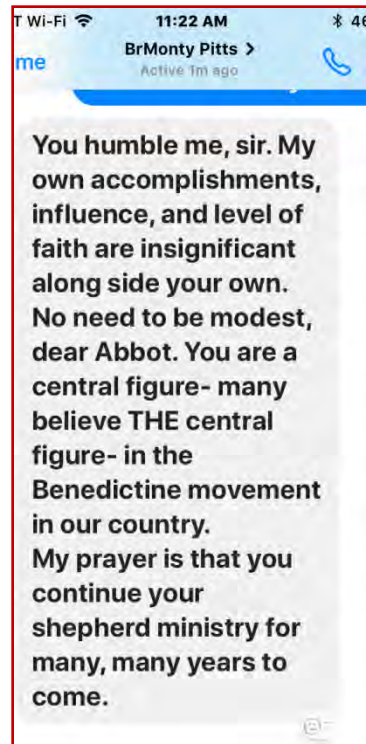 T Wi-Fi 11:22 AM 46
me BrMonty Pitts >
Active 1m ago
You humble me, sir. My
own accomplishments,
influence, and level of
faith are insignificant
along side your own.
No need to be modest,
dear Abbot. You are a
central figure- many
believe THE central
figure- in the
Benedictine movement
in our country.
My prayer is that you
continue your
shepherd ministry for
many, many years to
come.